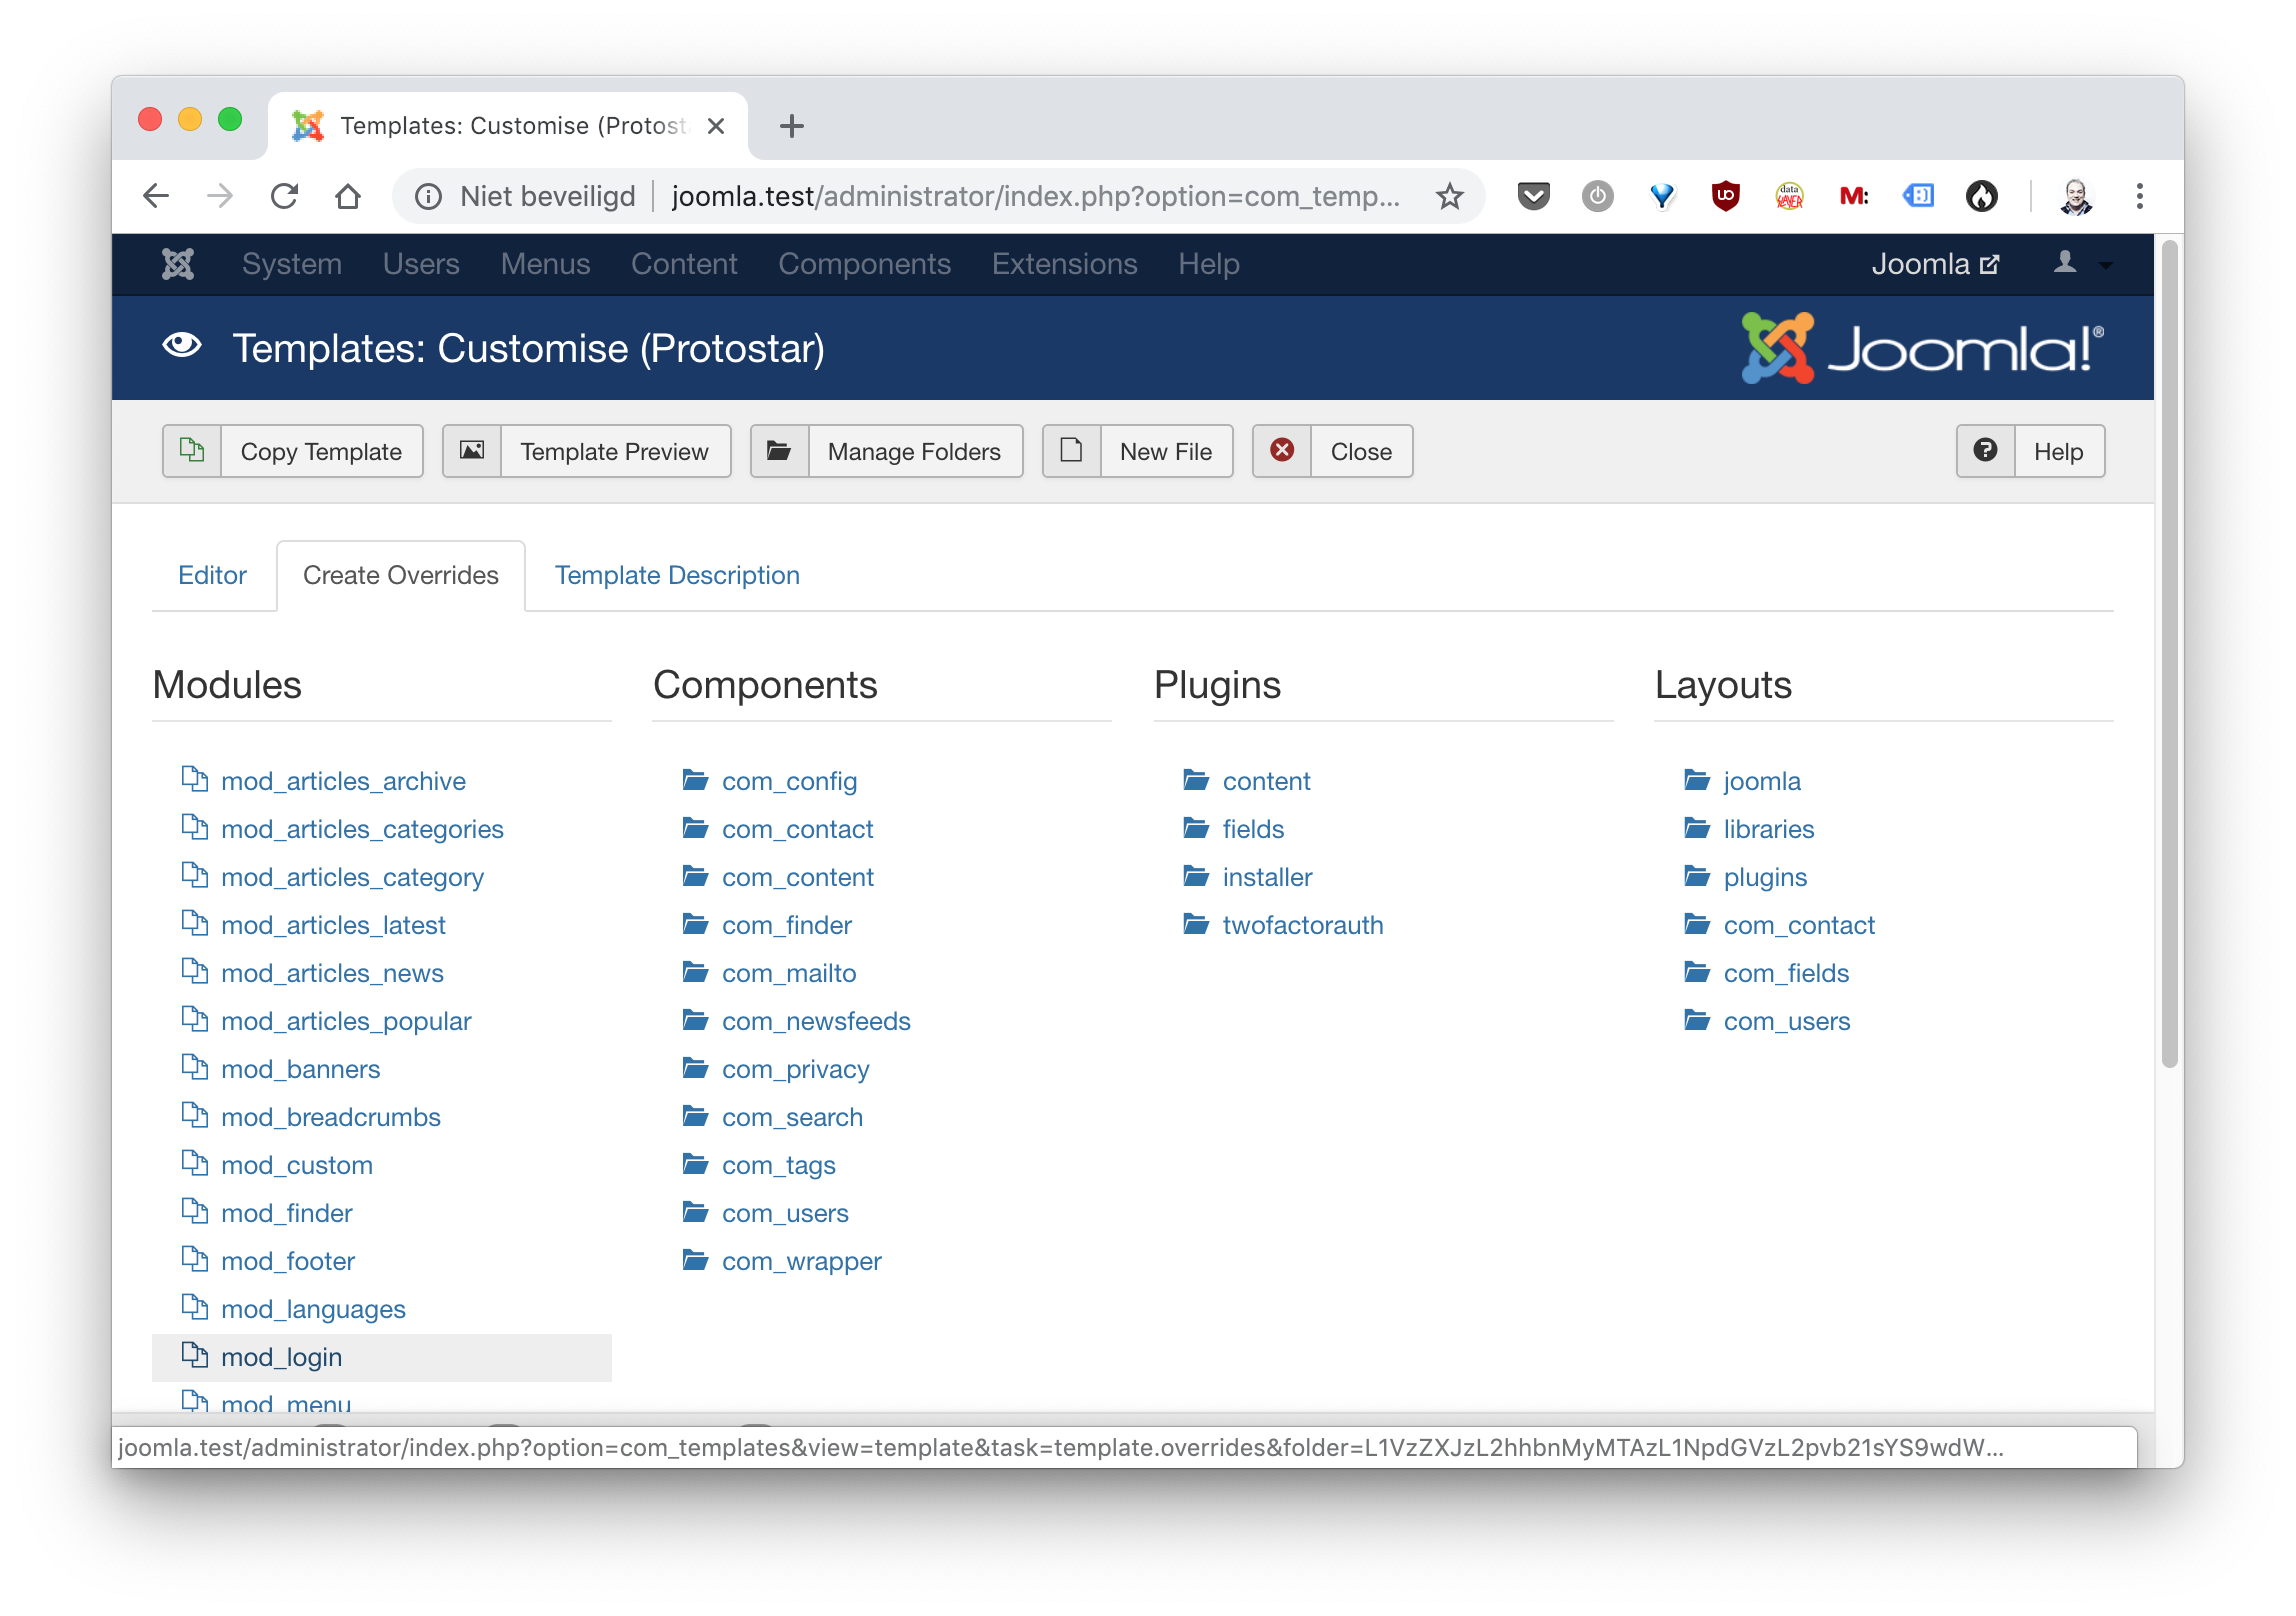 Templates: Customise (Protost
Niet beveiligd joomla.test/administrator/index.php?option=com_temp...
data
M:
System Users Menus Content Components Extensions Help Joomla
Templates: Customise (Protostar) Joomla!®
Copy Template Template Preview Manage Folders New File Close Help
Editor Create Overrides Template Description
Modules
mod_articles_archive
mod_articles_categories
mod_articles_category
mod_articles_latest
mod_articles_news
mod_articles_popular
mod_banners
mod_breadcrumbs
mod_custom
mod_finder
mod_footer
mod_languages
mod_login
mod_menu
Components
com_config
com_contact
com_content
com_finder
com_mailto
com_newsfeeds
com_privacy
com_search
com_tags
com_users
com_wrapper
Plugins
content
fields
installer
twofactorauth
Layouts
joomla
libraries
plugins
com_contact
com_fields
com_users
joomla.test/administrator/index.php?option=com_templates&view=template&task=template.overrides&folder=L1VzZXJzL2hhbnMyMTAzL1NpdGVzL2pvb21sYS9wdW...